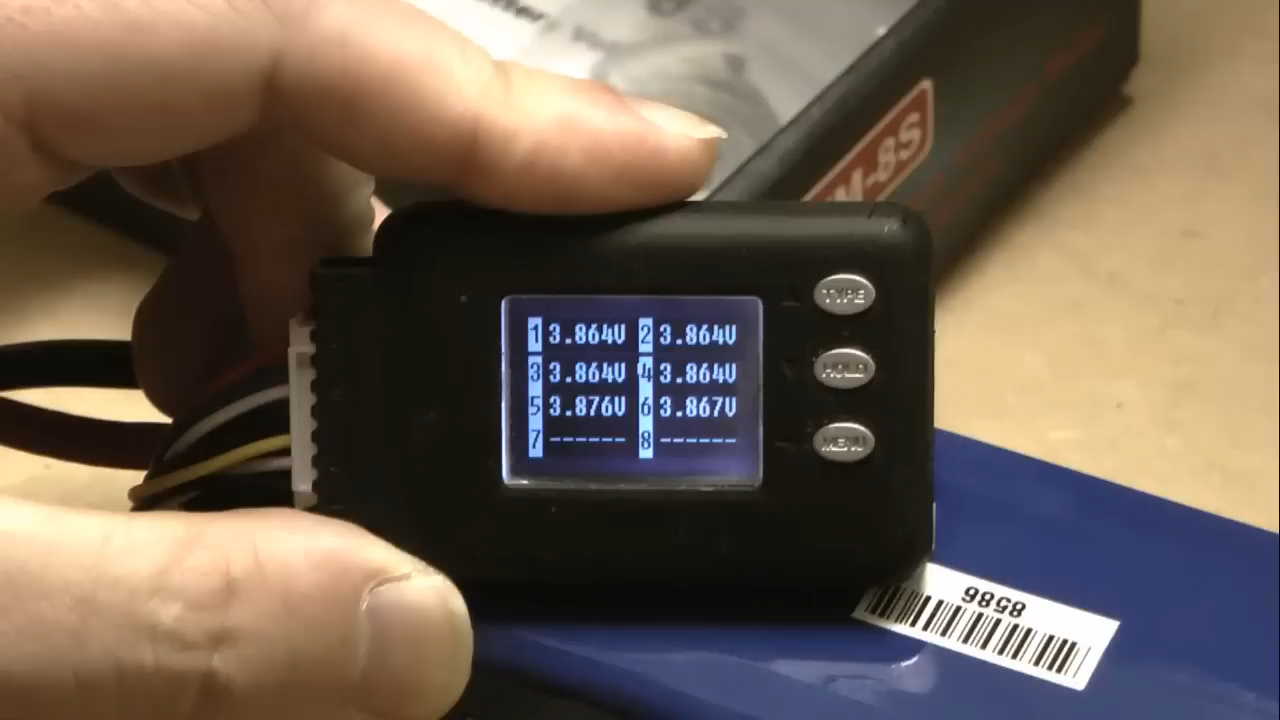 M-8S
TYPE
1 3.864V 2 3.864V
3 3.864V 4 3.864V
HOLD
5 3.876V 6 3.867V
7 ------ 8 ------
MENU
8586